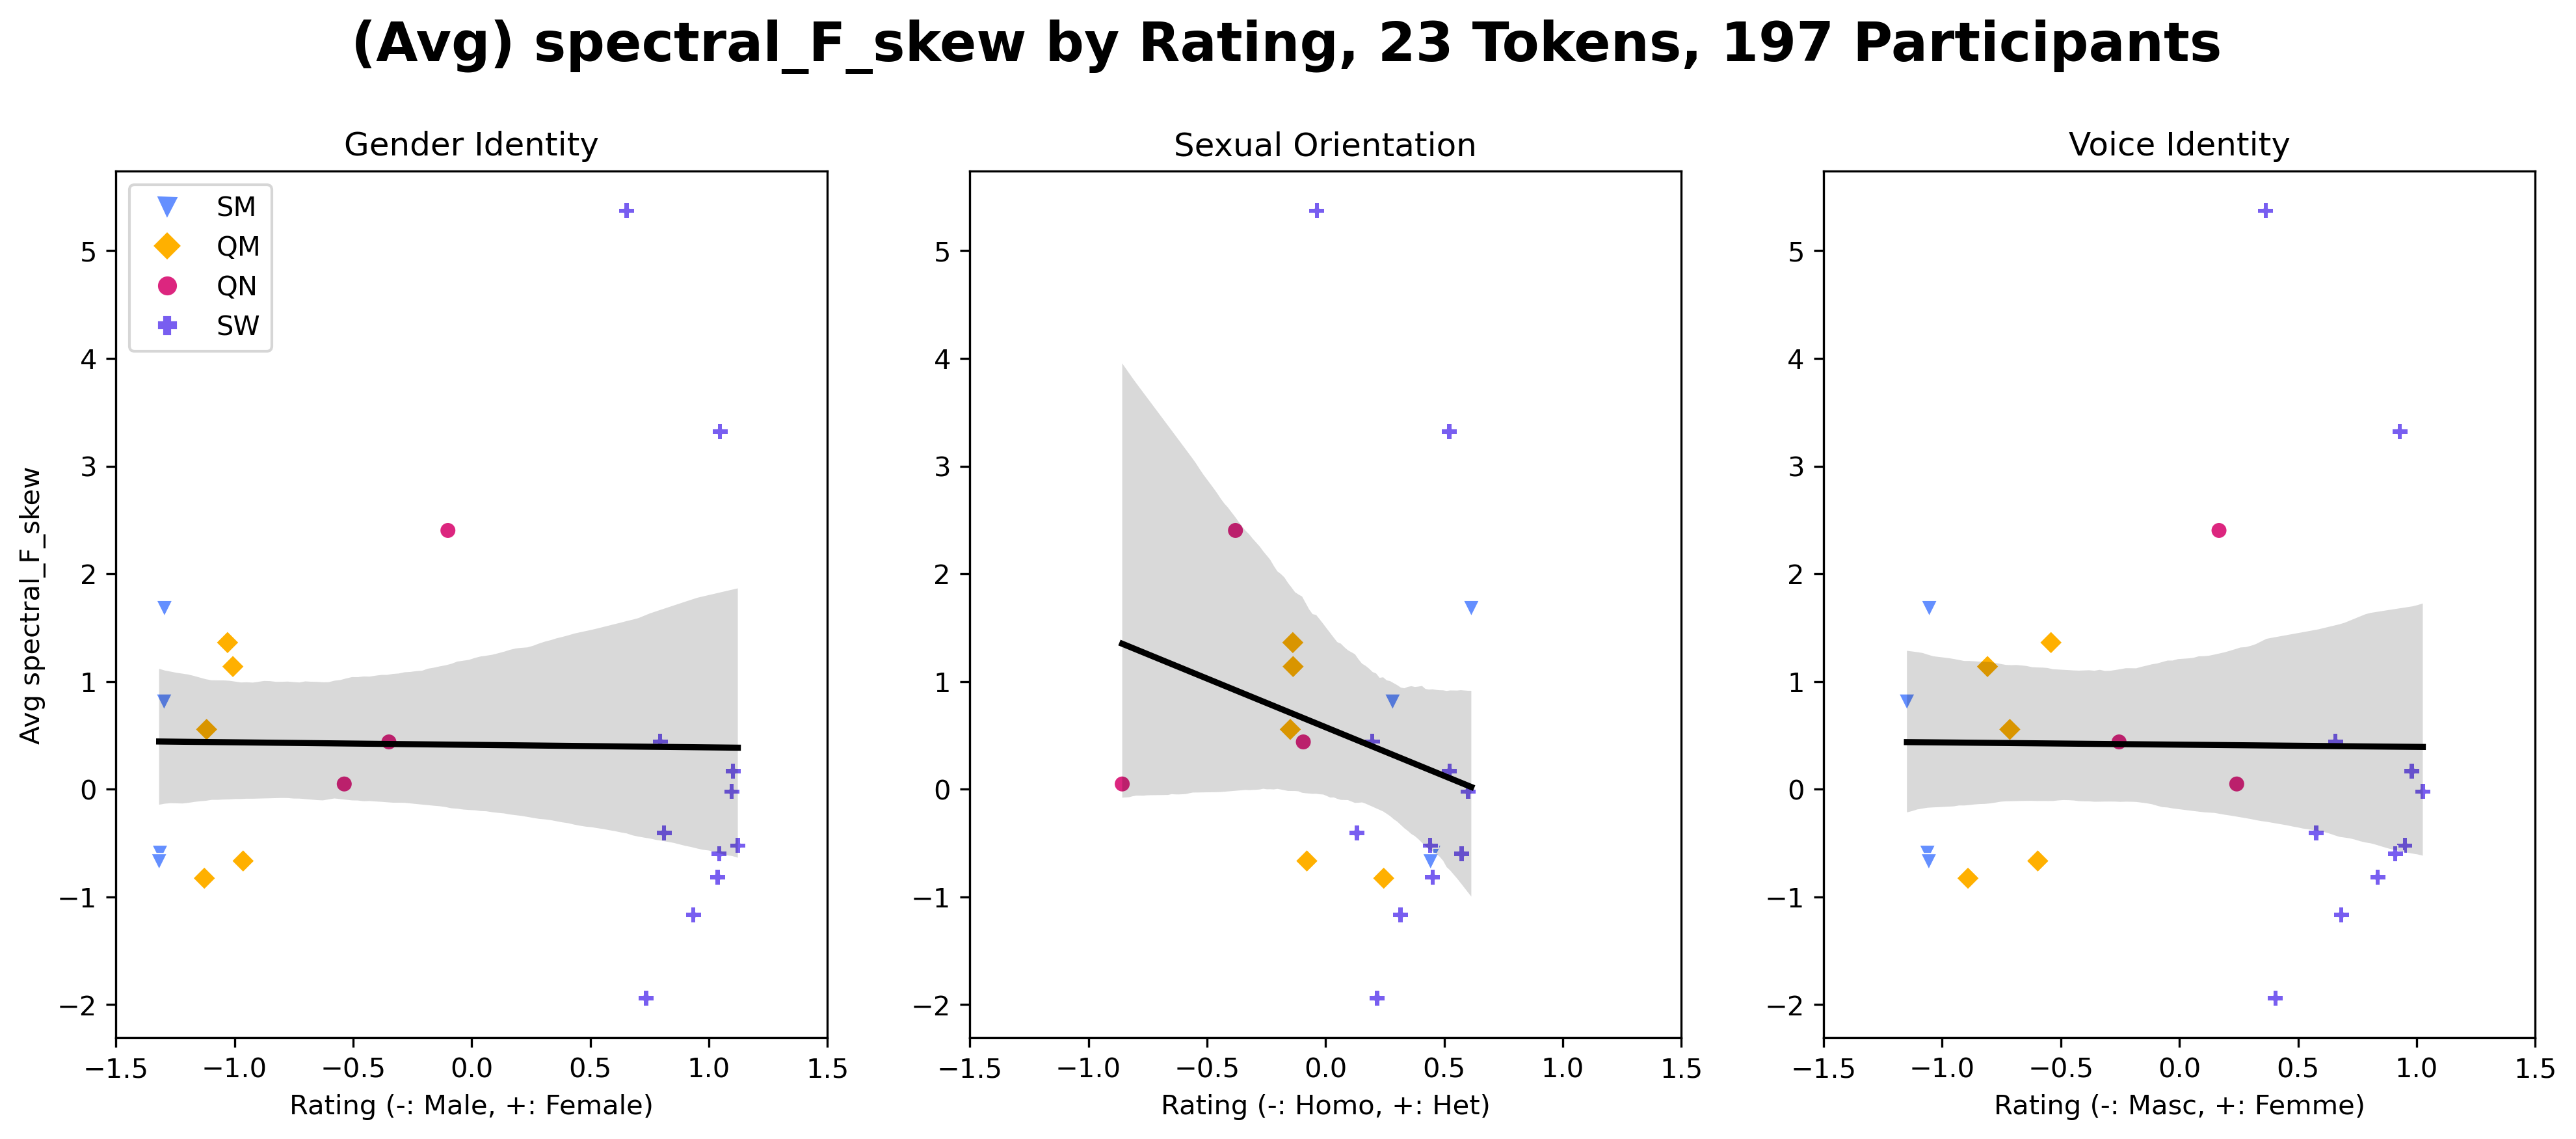 (Avg) spectral_F_skew by Rating, 23 Tokens, 197 Participants
Gender Identity
Sexual Orientation
Voice Identity
SM
QM
QN
SW
Avg spectral_F_skew
5
4
3
2
1
0
−1
−2
−1.5 −1.0 −0.5 0.0 0.5 1.0 1.5
Rating (-: Male, +: Female)
5
4
3
2
1
0
−1
−2
−1.5 −1.0 −0.5 0.0 0.5 1.0 1.5
Rating (-: Homo, +: Het)
5
4
3
2
1
0
−1
−2
−1.5 −1.0 −0.5 0.0 0.5 1.0 1.5
Rating (-: Masc, +: Femme)